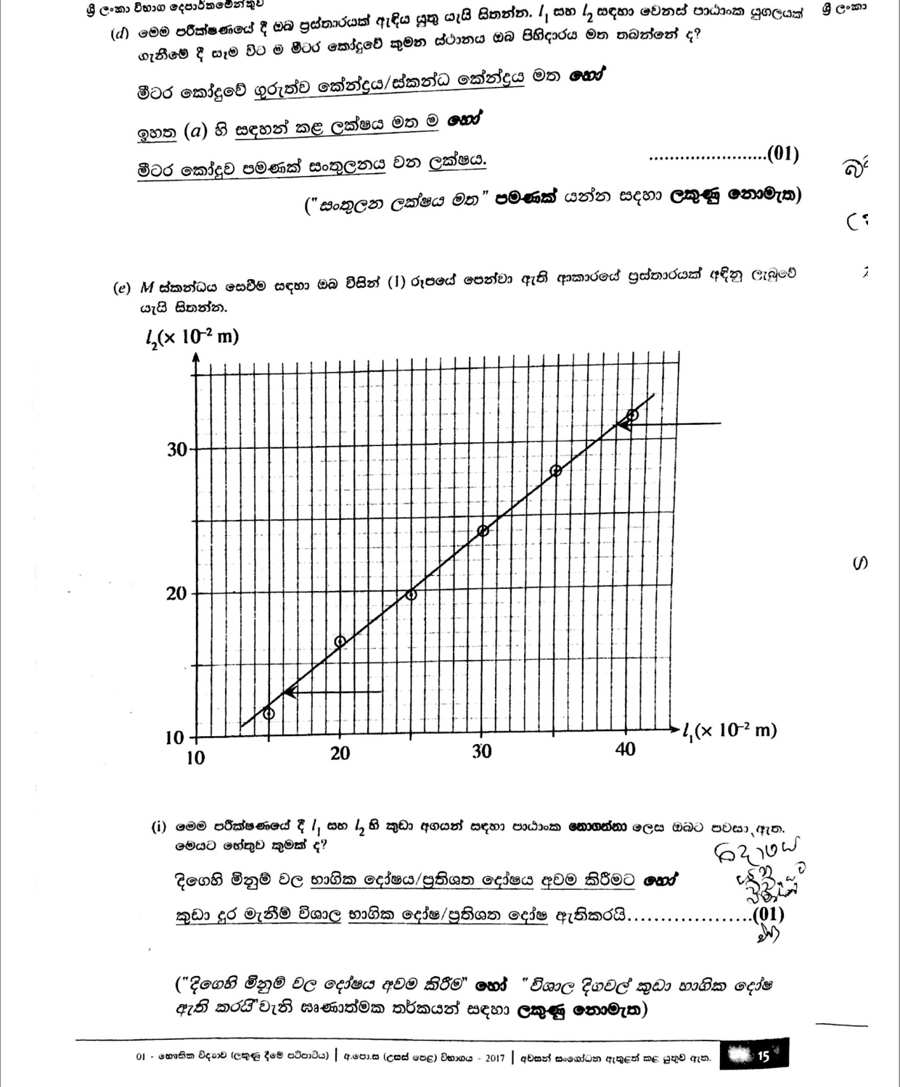 ශ්‍රී ලංකා විභාග දෙපාර්තමේන්තුව
ශ්‍රී ලංකා
(d) මෙම පරීක්ෂණයේ දී ඔබ ප්‍රස්තාරයක් ඇඳිය යුතු යැයි සිතන්න. l₁ සහ l₂ සඳහා වෙනස් පාඨාංක යුගලයක්
ගැනීමේ දී සෑම විට ම මීටර කෝදුවේ කුමන ස්ථානය ඔබ පිහිදාරය මත තබන්නේ ද?
මීටර කෝදුවේ ගුරුත්ව කේන්ද්‍රය/ස්කන්ධ කේන්ද්‍රය මත හෝ
ඉහත (a) හි සඳහන් කළ ලක්ෂය මත ම හෝ
මීටර කෝදුව පමණක් සංතුලනය වන ලක්ෂය. .......................(01)
("සංතුලන ලක්ෂය මත" පමණක් යන්න සදහා ලකුණු නොමැත)
(e) M ස්කන්ධය සෙවීම සඳහා ඔබ විසින් (1) රූපයේ පෙන්වා ඇති ආකාරයේ ප්‍රස්තාරයක් අඳිනු ලැබුවේ
යැයි සිතන්න.
l₂(× 10⁻² m)
30
20
10
10 20 30 40 l₁(× 10⁻² m)
(i) මෙම පරීක්ෂණයේ දී l₁ සහ l₂ හි කුඩා අගයන් සඳහා පාඨාංක නොගන්නා ලෙස ඔබට පවසා ඇත.
මෙයට හේතුව කුමක් ද?
දිගෙහි මිනුම් වල භාගික දෝෂය/ප්‍රතිශත දෝෂය අවම කිරීමට හෝ
කුඩා දුර මැනීම් විශාල භාගික දෝෂ/ප්‍රතිශත දෝෂ ඇතිකරයි....................(01)
("දිගෙහි මිනුම් වල දෝෂය අවම කිරීම" හෝ "විශාල දිගවල් කුඩා භාගික දෝෂ
ඇති කරයි"වැනි ඍණාත්මක තර්කයන් සඳහා ලකුණු නොමැත)
01 - භෞතික විද්‍යාව (ලකුණු දීමේ පටිපාටිය) | අ.පො.ස (උසස් පෙළ) විභාගය - 2017 | අවසන් සංශෝධන ඇතුළත් කළ යුතුව ඇත.
15